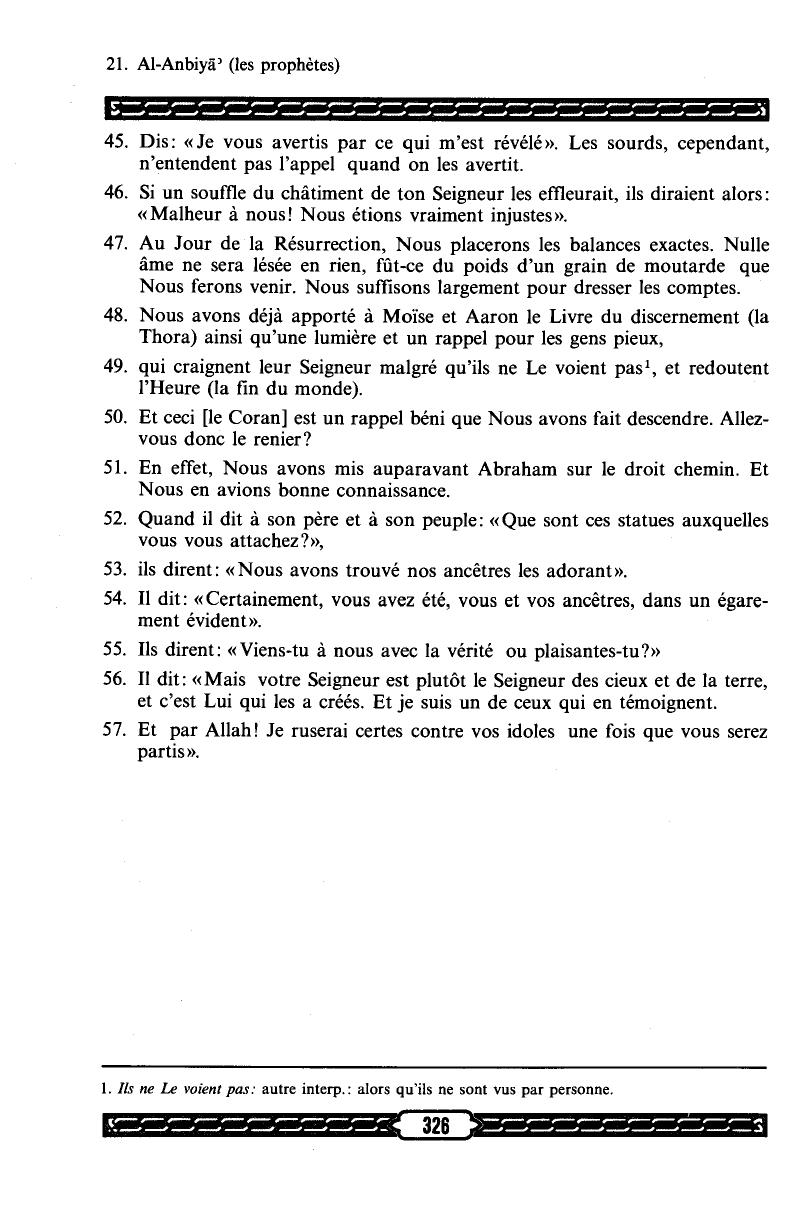 21. Al-Anbiyāʾ (les prophètes)
45. Dis: «Je vous avertis par ce qui m'est révélé». Les sourds, cependant,
n'entendent pas l'appel quand on les avertit.
46. Si un souffle du châtiment de ton Seigneur les effleurait, ils diraient alors:
«Malheur à nous! Nous étions vraiment injustes».
47. Au Jour de la Résurrection, Nous placerons les balances exactes. Nulle
âme ne sera lésée en rien, fût-ce du poids d'un grain de moutarde que
Nous ferons venir. Nous suffisons largement pour dresser les comptes.
48. Nous avons déjà apporté à Moïse et Aaron le Livre du discernement (la
Thora) ainsi qu'une lumière et un rappel pour les gens pieux,
49. qui craignent leur Seigneur malgré qu'ils ne Le voient pas¹, et redoutent
l'Heure (la fin du monde).
50. Et ceci [le Coran] est un rappel béni que Nous avons fait descendre. Allez-
vous donc le renier?
51. En effet, Nous avons mis auparavant Abraham sur le droit chemin. Et
Nous en avions bonne connaissance.
52. Quand il dit à son père et à son peuple: «Que sont ces statues auxquelles
vous vous attachez?»,
53. ils dirent: «Nous avons trouvé nos ancêtres les adorant».
54. Il dit: «Certainement, vous avez été, vous et vos ancêtres, dans un égare-
ment évident».
55. Ils dirent: «Viens-tu à nous avec la vérité ou plaisantes-tu?»
56. Il dit: «Mais votre Seigneur est plutôt le Seigneur des cieux et de la terre,
et c'est Lui qui les a créés. Et je suis un de ceux qui en témoignent.
57. Et par Allah! Je ruserai certes contre vos idoles une fois que vous serez
partis».
1. Ils ne Le voient pas: autre interp.: alors qu'ils ne sont vus par personne.
326